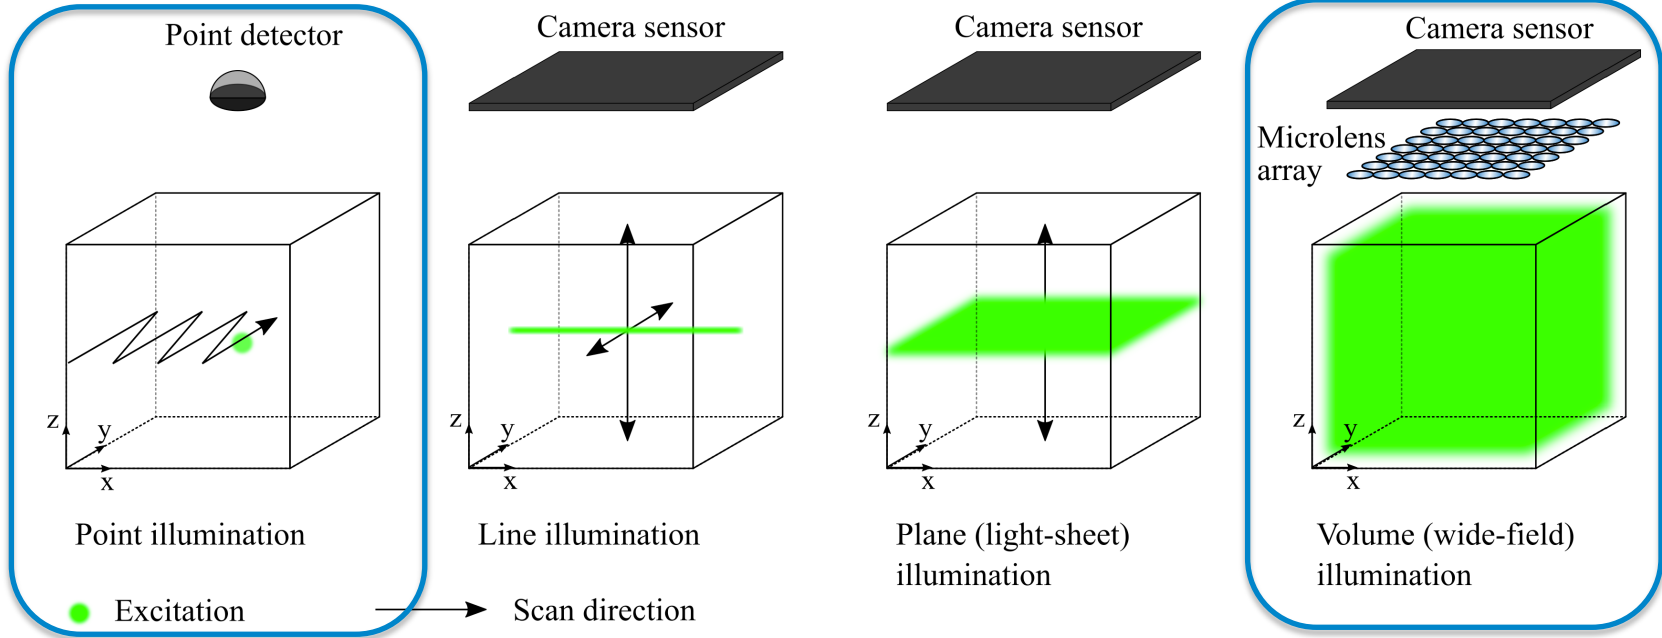 Point detector
Camera sensor
Camera sensor
Camera sensor
Microlens
array
z
y
x
z
y
x
z
y
x
y
x
Point illumination
Line illumination
Plane (light-sheet)
illumination
Volume (wide-field)
illumination
Excitation
Scan direction